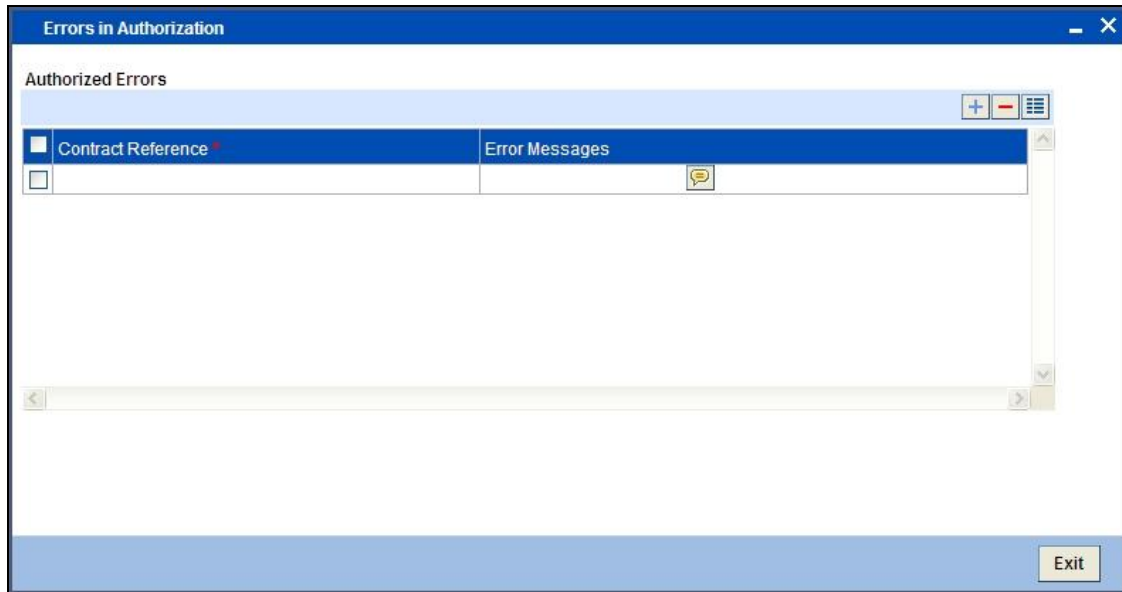 Errors in Authorization
Authorized Errors
Contract Reference *
Error Messages
Exit